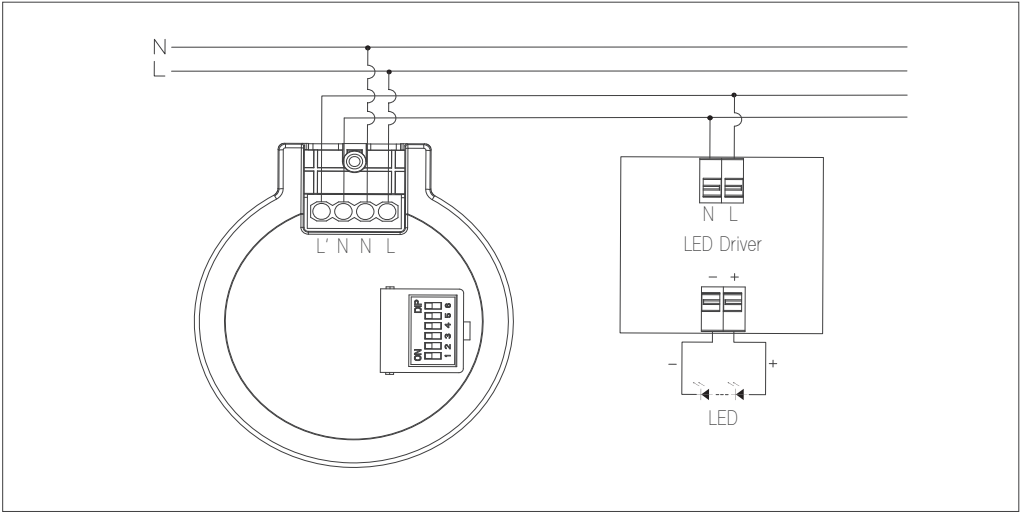 N
L
L' N N L
N L
LED Driver
- +
ON DIP
1 2 3 4 5 6
- +
LED